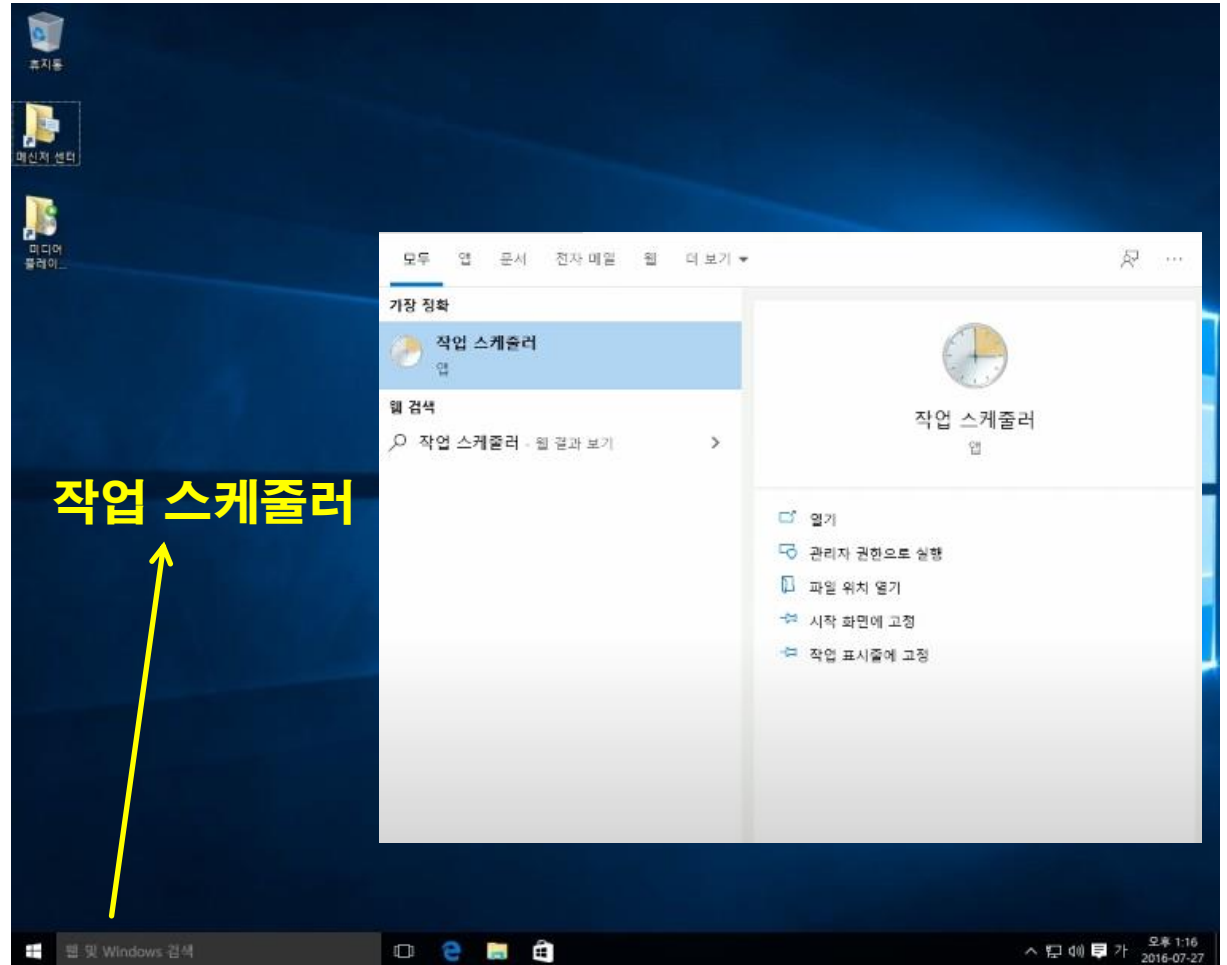 휴지통
메신저 센터
미디어
플레이...
모두 앱 문서 전자 메일 웹 더 보기
가장 정확
작업 스케줄러
앱
웹 검색
작업 스케줄러 - 웹 결과 보기
작업 스케줄러
앱
열기
관리자 권한으로 실행
파일 위치 열기
시작 화면에 고정
작업 표시줄에 고정
작업 스케줄러
웹 및 Windows 검색
가
오후 1:16
2016-07-27